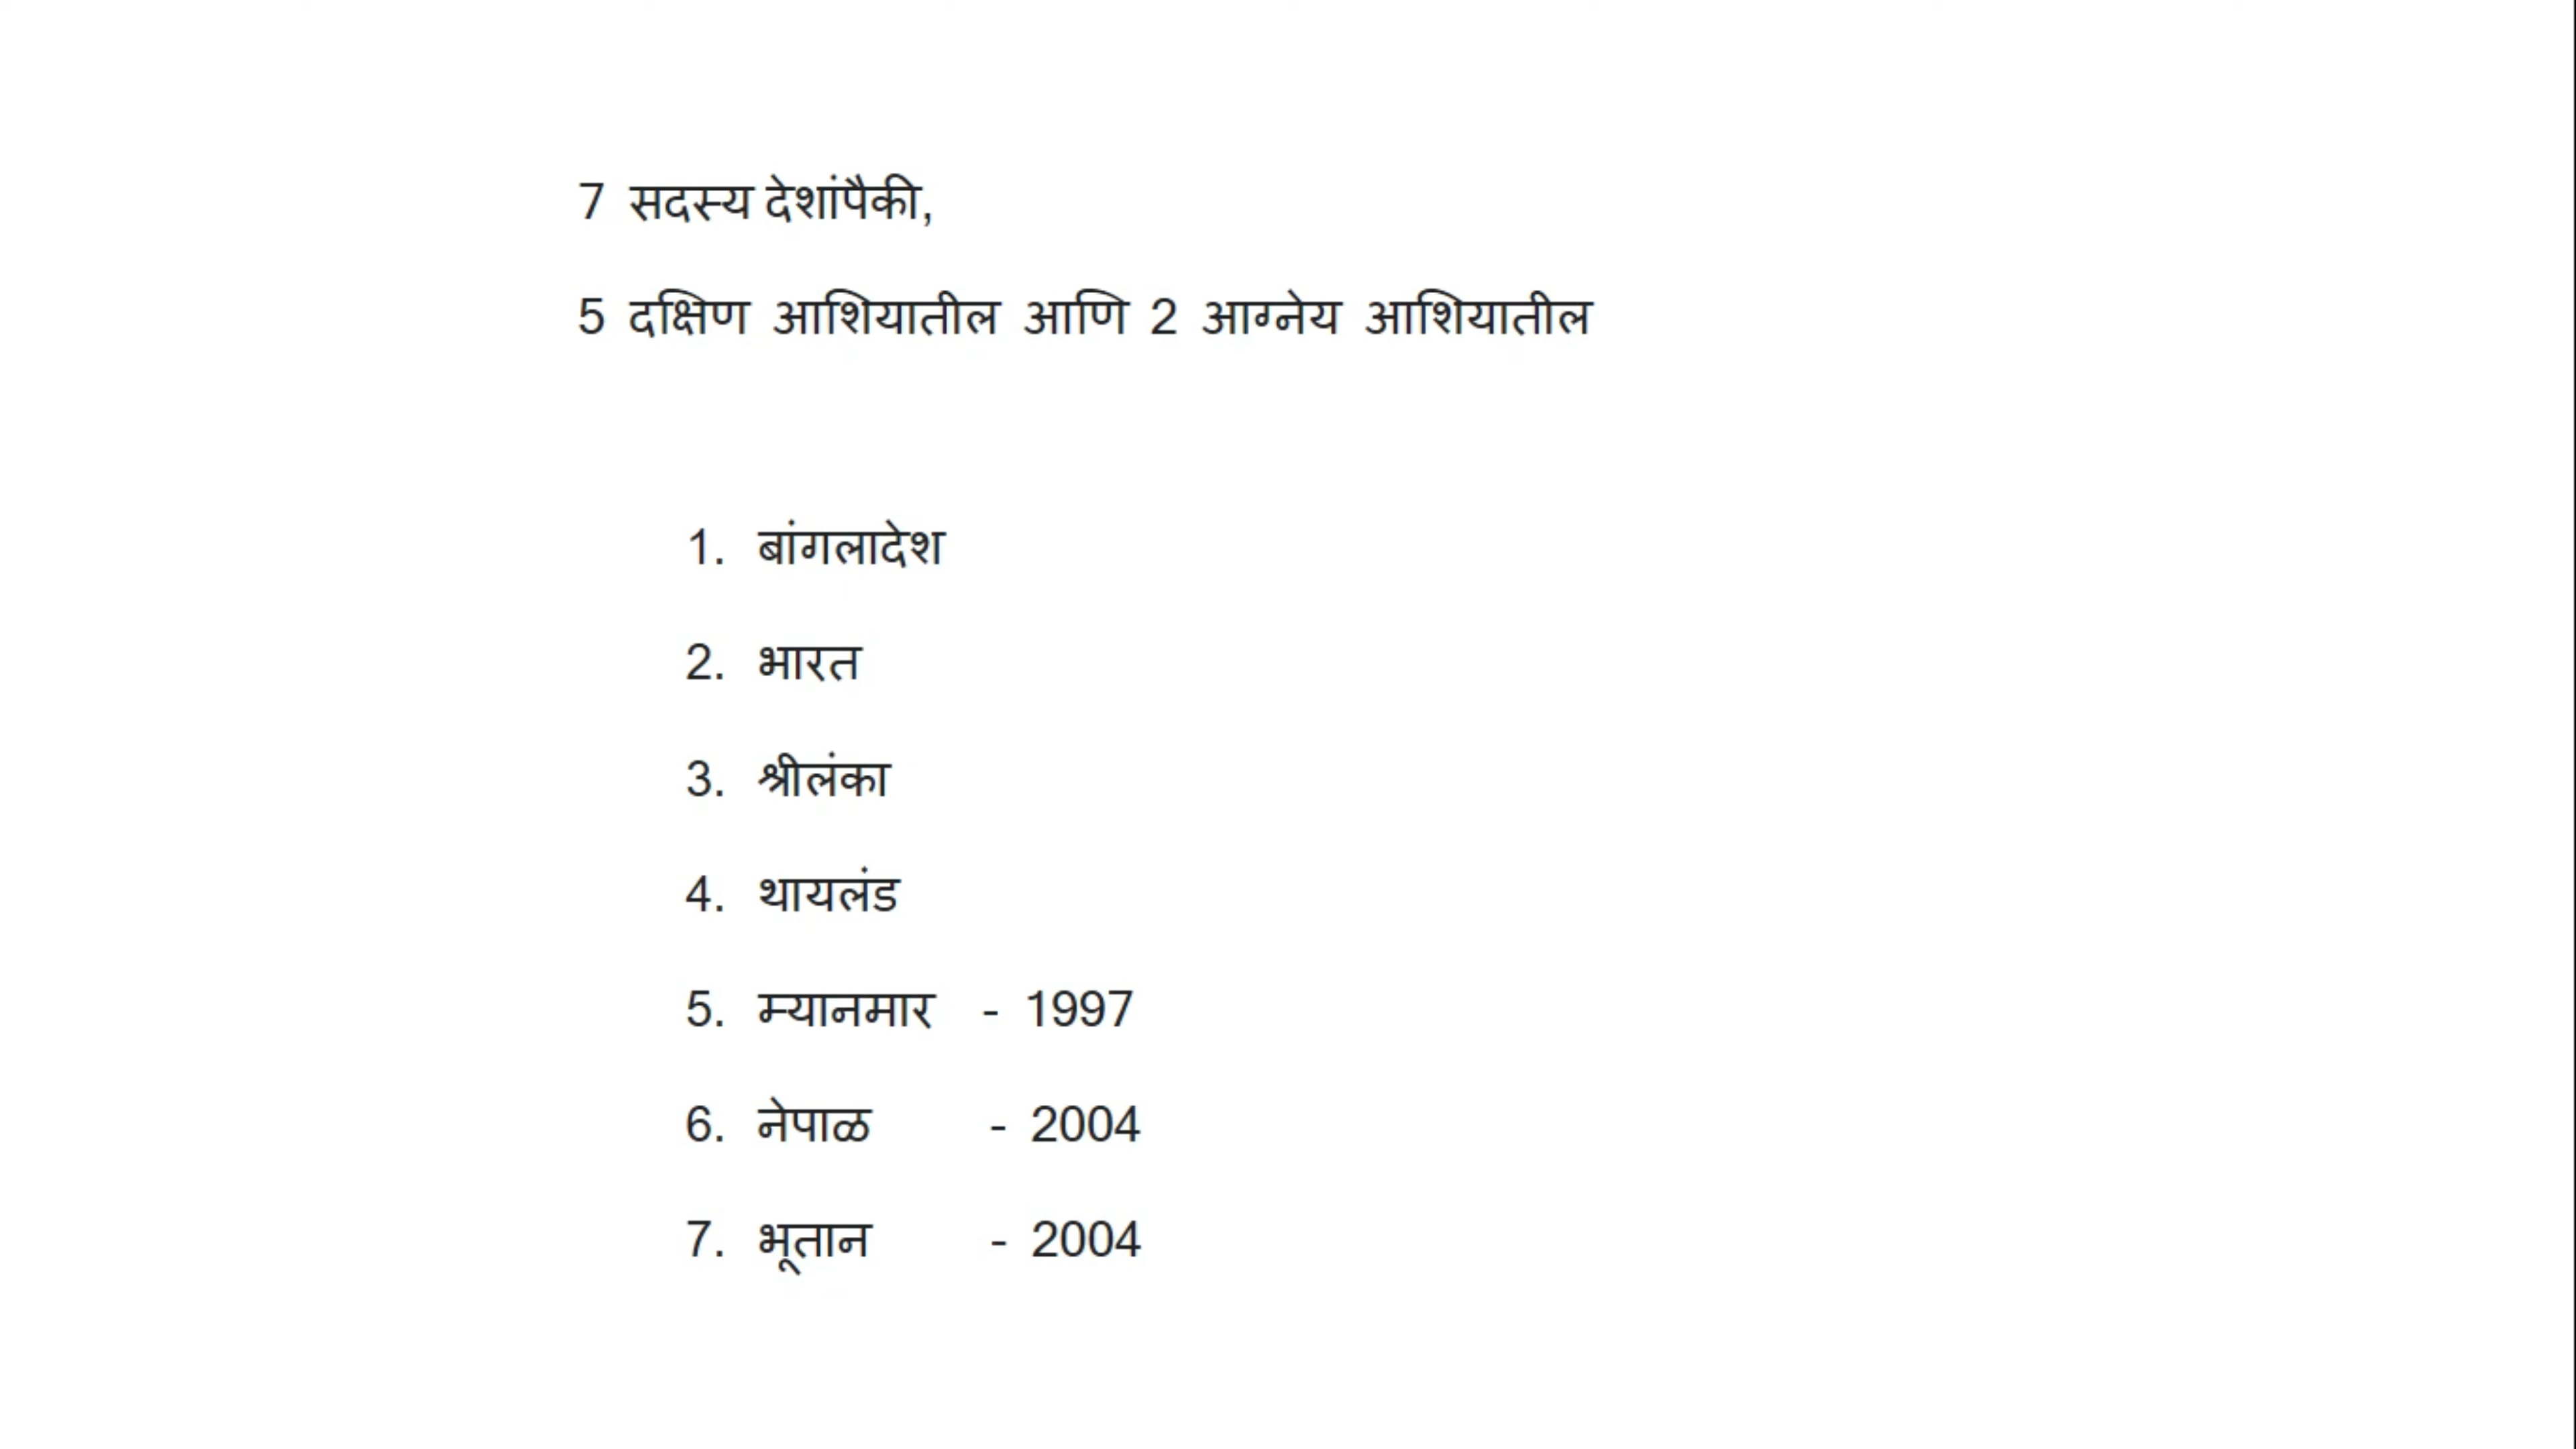 7 सदस्य देशांपैकी,
5 दक्षिण आशियातील आणि 2 आग्नेय आशियातील
1. बांगलादेश
2. भारत
3. श्रीलंका
4. थायलंड
5. म्यानमार - 1997
6. नेपाळ - 2004
7. भूतान - 2004